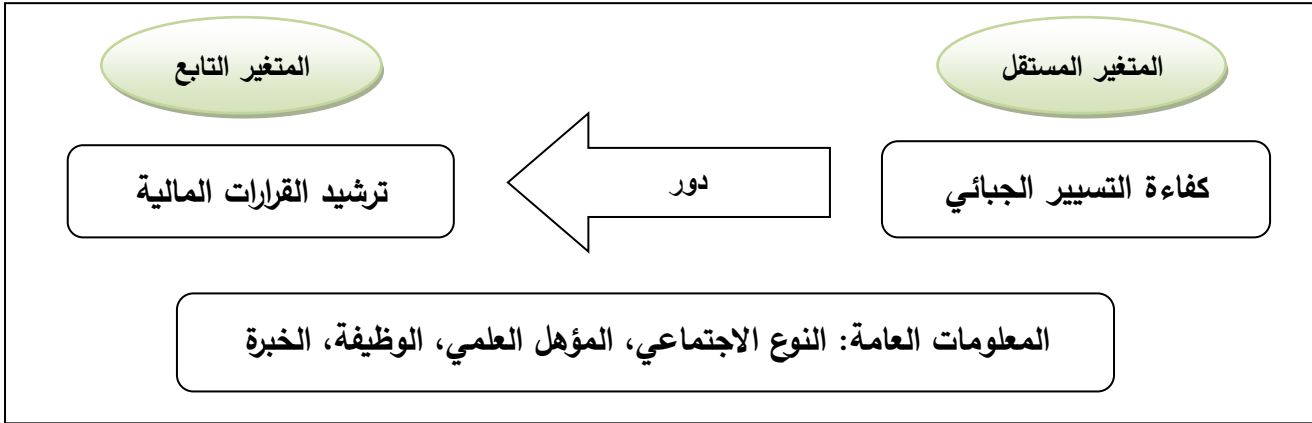 المتغير المستقل
المتغير التابع
كفاءة التسيير الجبائي
دور
ترشيد القرارات المالية
المعلومات العامة: النوع الاجتماعي، المؤهل العلمي، الوظيفة، الخبرة